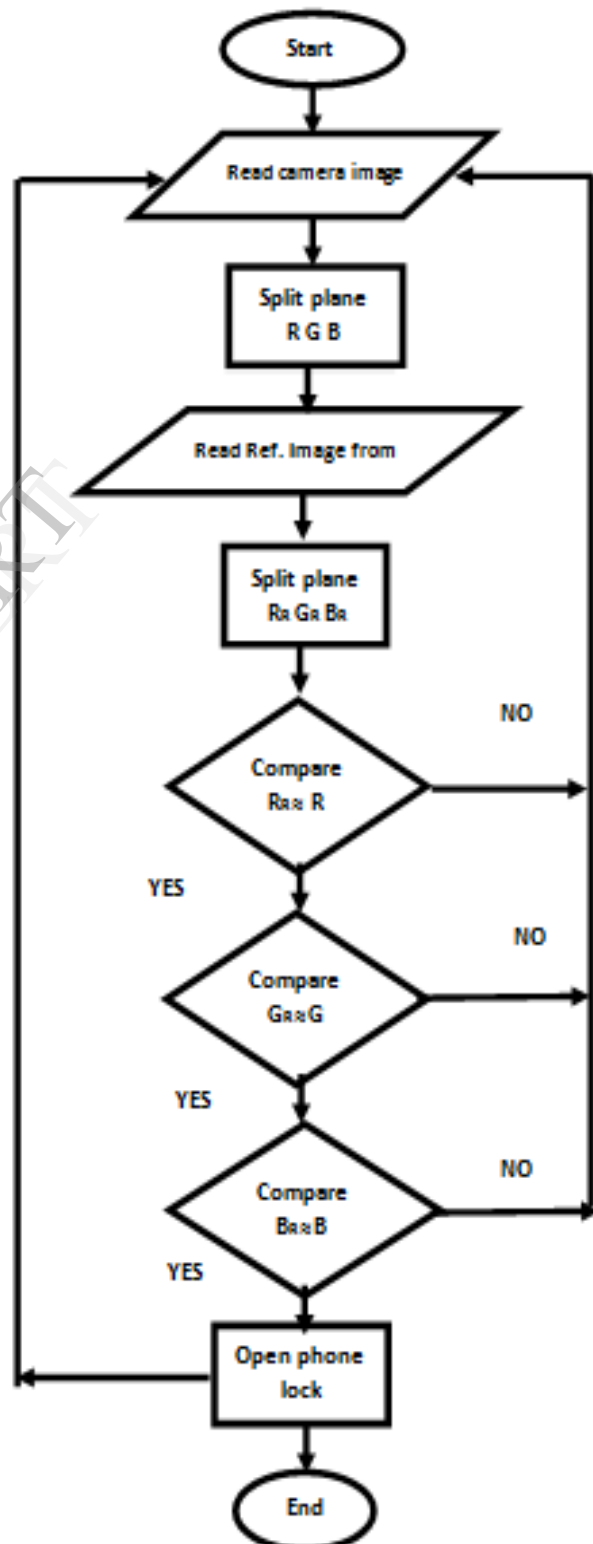 Start
Read camera image
Split plane
R G B
Read Ref. Image from
Split plane
RR GR BR
NO
Compare
RR≈ R
YES
NO
Compare
GR≈G
YES
NO
Compare
BR≈B
YES
Open phone
lock
End